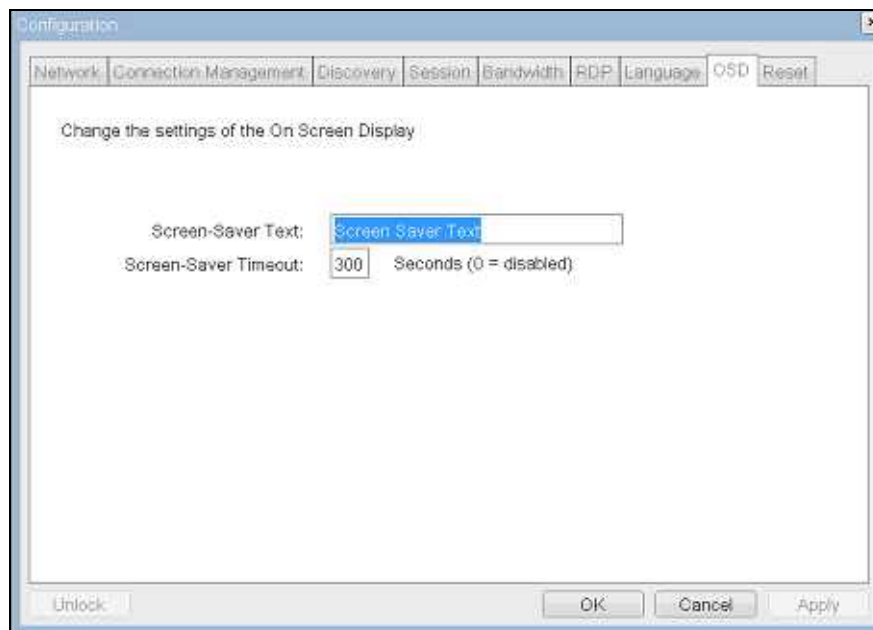 Configuration
Network Connection Management Discovery Session Bandwidth RDP Language OSD Reset
Change the settings of the On Screen Display
Screen-Saver Text: Screen Saver Text
Screen-Saver Timeout: 300 Seconds (0 = disabled)
Unlock OK Cancel Apply